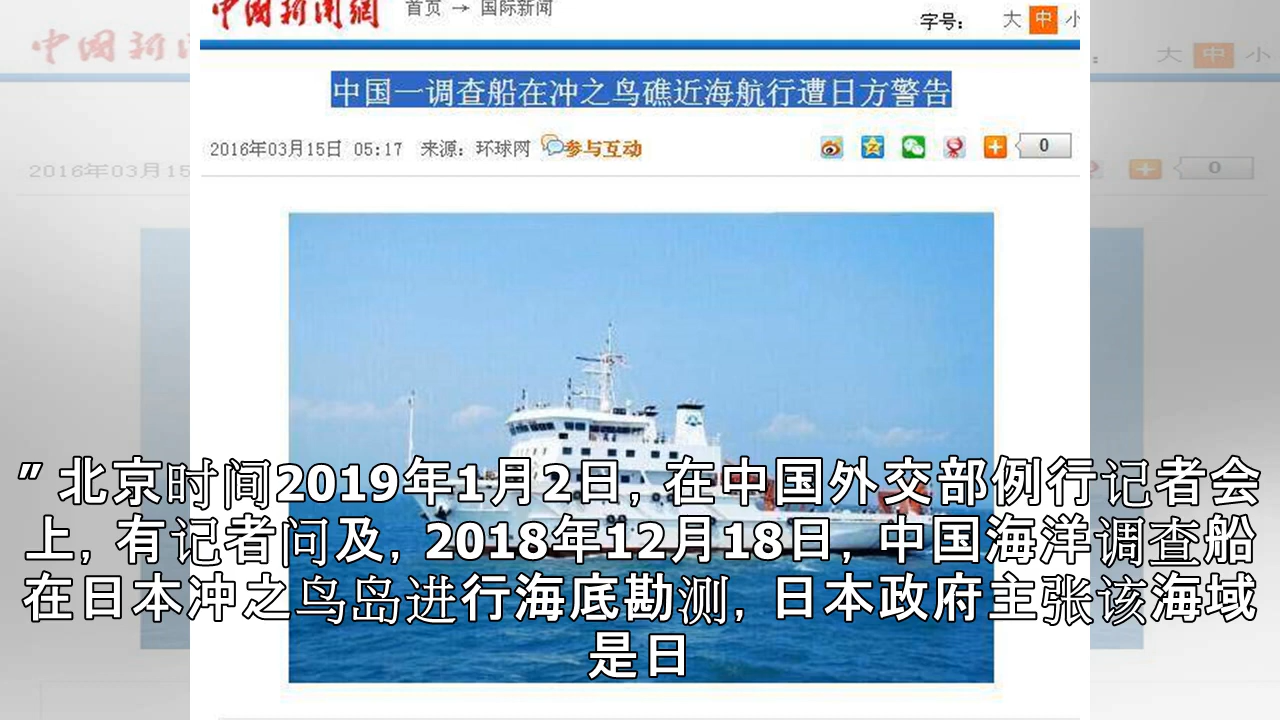 中國新聞網 首页 → 国际新闻
字号： 大 中 小
中国一调查船在冲之鸟礁近海航行遭日方警告
2016年03月15日 05:17 来源：环球网 参与互动
0
”北京时间2019年1月2日，在中国外交部例行记者会
上，有记者问及，2018年12月18日，中国海洋调查船
在日本冲之鸟岛进行海底勘测，日本政府主张该海域
是日